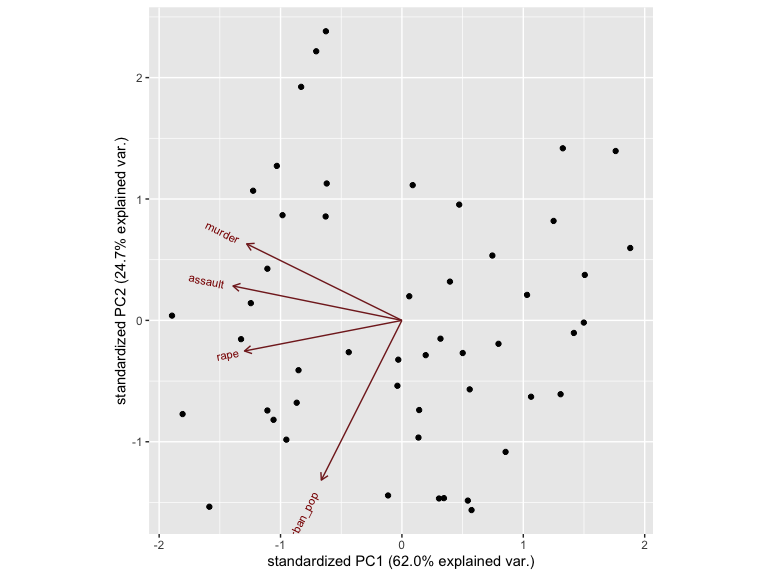 standardized PC2 (24.7% explained var.)
2
1
0
-1
murder
assault
rape
ban_pop
-2
-1
0
1
2
standardized PC1 (62.0% explained var.)